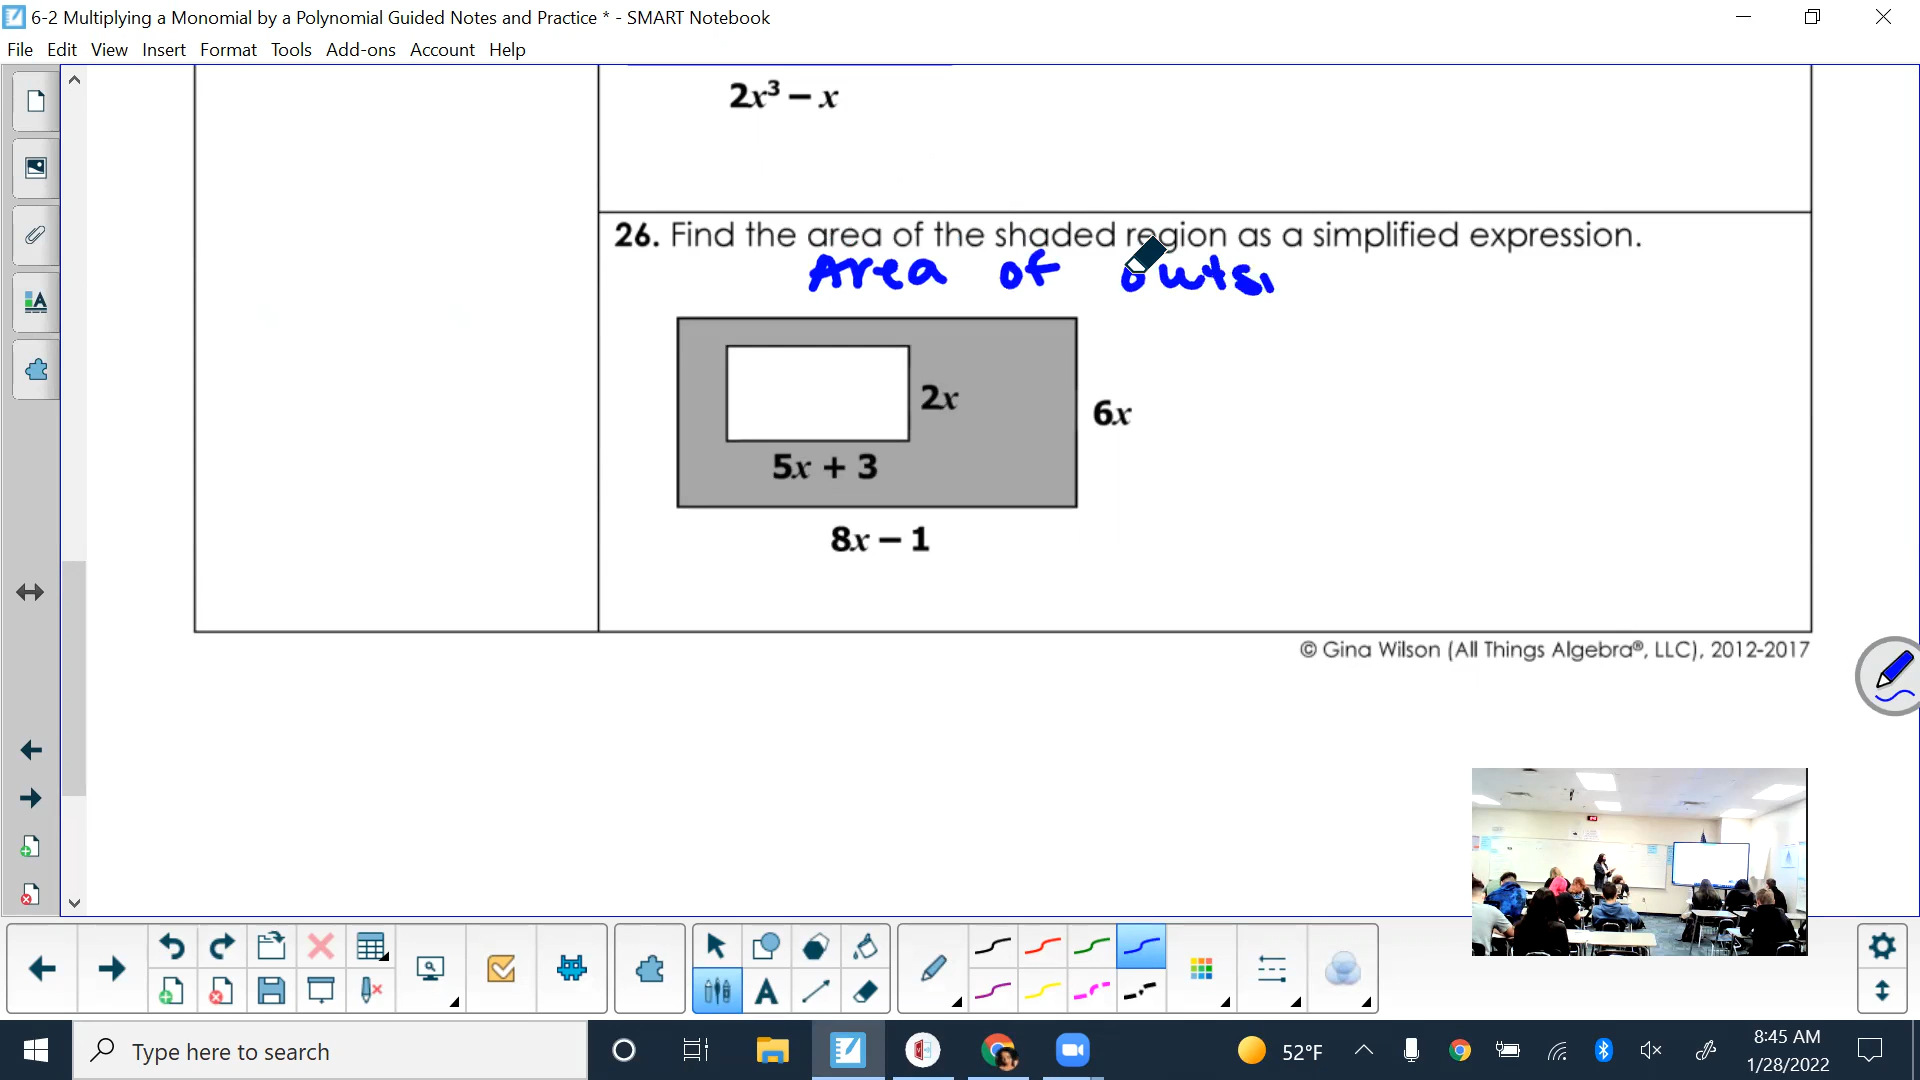 6-2 Multiplying a Monomial by a Polynomial Guided Notes and Practice * - SMART Notebook
File Edit View Insert Format Tools Add-ons Account Help
2x³ – x
26. Find the area of the shaded region as a simplified expression.
Area of outsi
2x
6x
5x + 3
8x – 1
© Gina Wilson (All Things Algebra®, LLC), 2012-2017
Type here to search
52°F
8:45 AM
1/28/2022